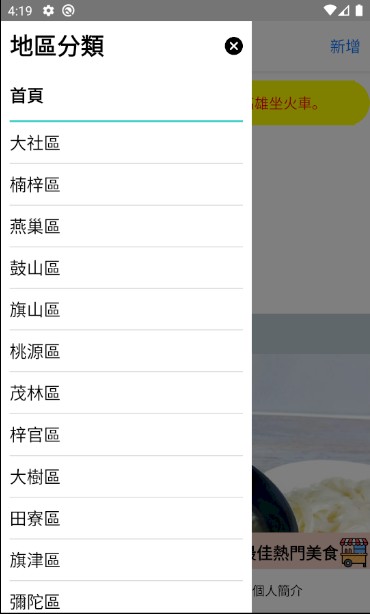 4:19
地區分類
新增
首頁
高雄坐火車。
大社區
楠梓區
燕巢區
鼓山區
旗山區
桃源區
茂林區
梓官區
大樹區
田寮區
旗津區
最佳熱門美食
個人簡介
彌陀區